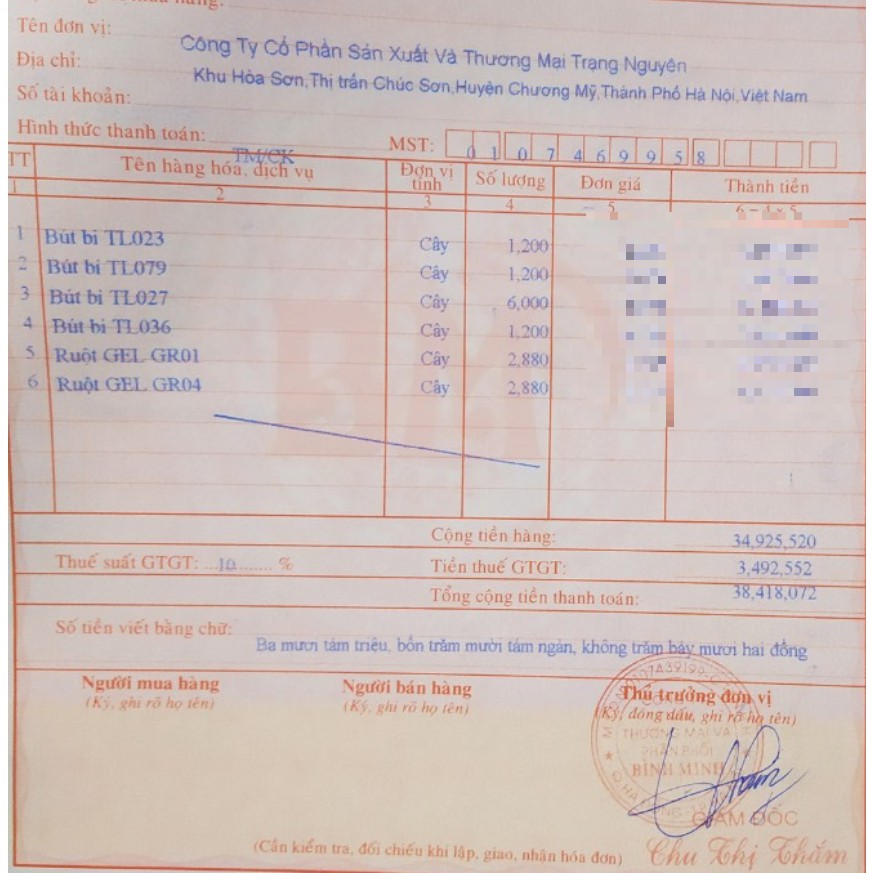 mua hàng:
Tên đơn vị: Công Ty Cổ Phần Sản Xuất Và Thương Mai Trạng Nguyên
Địa chỉ: Khu Hòa Sơn,Thị trấn Chúc Sơn,Huyện Chương Mỹ,Thành Phố Hà Nội,Việt Nam
Số tài khoản:
Hình thức thanh toán: TM/CK MST: 0107469958
TT Tên hàng hóa, dịch vụ Đơn vị tính Số lượng Đơn giá Thành tiền
1 2 3 4 5 6 = 4 x 5
1 Bút bi TL023 Cây 1,200
2 Bút bi TL079 Cây 1,200
3 Bút bi TL027 Cây 6,000
4 Bút bi TL036 Cây 1,200
5 Ruột GEL GR01 Cây 2,880
6 Ruột GEL GR04 Cây 2,880
Cộng tiền hàng: 34,925,520
Thuế suất GTGT: 10 % Tiền thuế GTGT: 3,492,552
Tổng cộng tiền thanh toán: 38,418,072
Số tiền viết bằng chữ: Ba mươi tám triệu, bốn trăm mười tám ngàn, không trăm bảy mươi hai đồng
Người mua hàng Người bán hàng Thủ trưởng đơn vị
(Ký, ghi rõ họ tên) (Ký, ghi rõ họ tên) (Ký, đóng dấu, ghi rõ họ tên)
THƯƠNG MẠI VÀ
PHÂN PHỐI
BÌNH MINH
GIÁM ĐỐC
Chu Thị Thắm
(Cần kiểm tra, đối chiếu khi lập, giao, nhận hóa đơn)